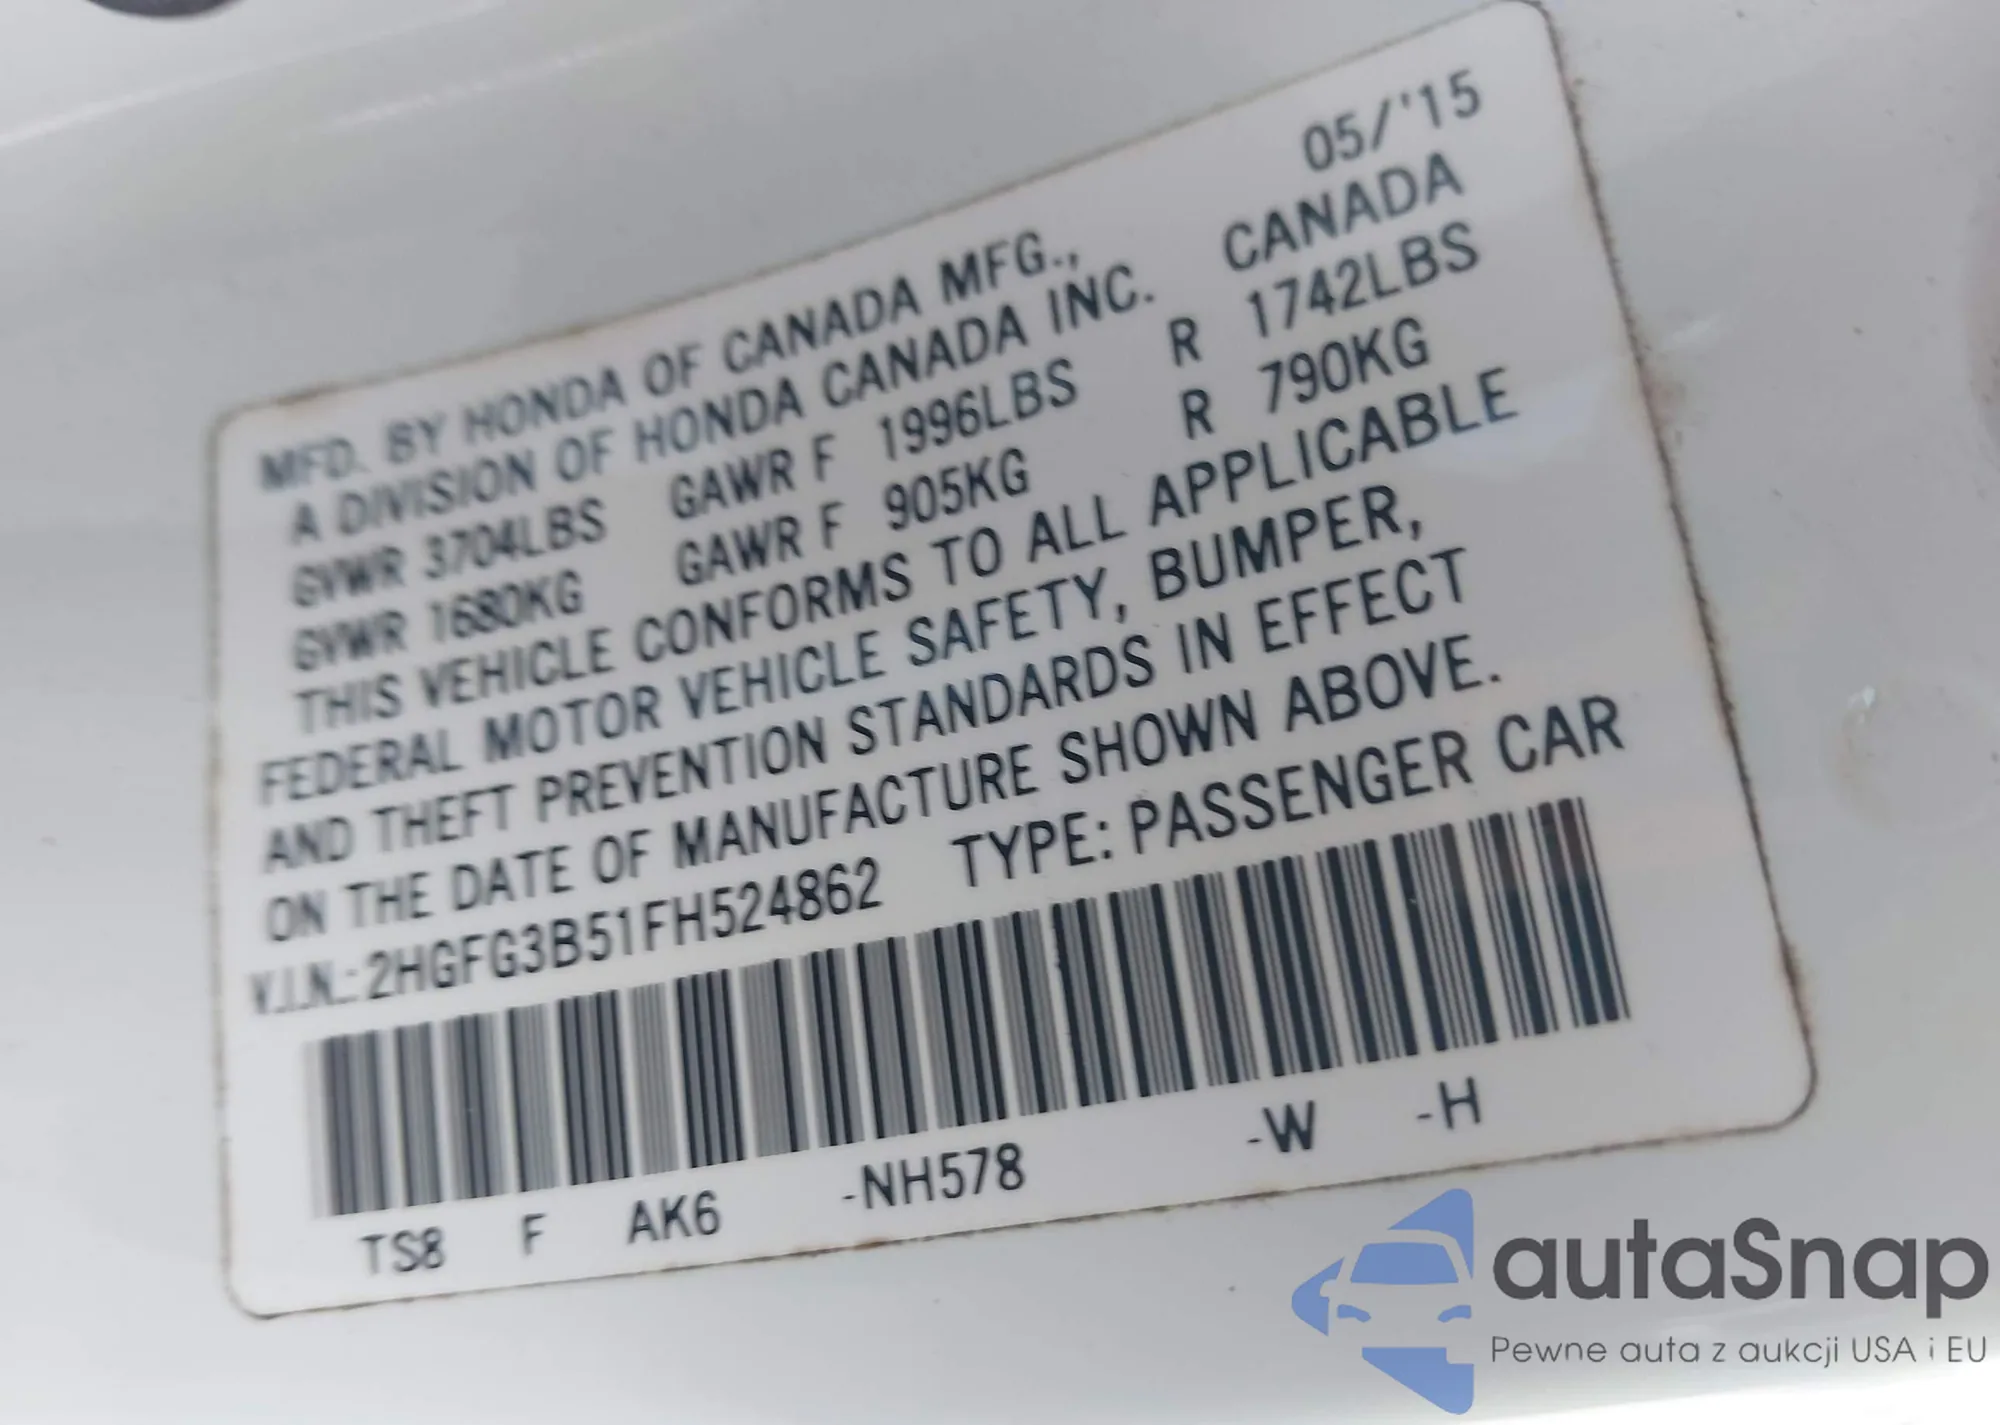 05/'15
MFD. BY HONDA OF CANADA MFG.,
A DIVISION OF HONDA CANADA INC. CANADA
GVWR 3704LBS GAWR F 1996LBS R 1742LBS
GVWR 1680KG GAWR F 905KG R 790KG
THIS VEHICLE CONFORMS TO ALL APPLICABLE
FEDERAL MOTOR VEHICLE SAFETY, BUMPER,
AND THEFT PREVENTION STANDARDS IN EFFECT
ON THE DATE OF MANUFACTURE SHOWN ABOVE.
V.I.N.: 2HGFG3B51FH524862 TYPE: PASSENGER CAR
TS8 F AK6 -NH578 -W -H
autaSnap
Pewne auta z aukcji USA i EU